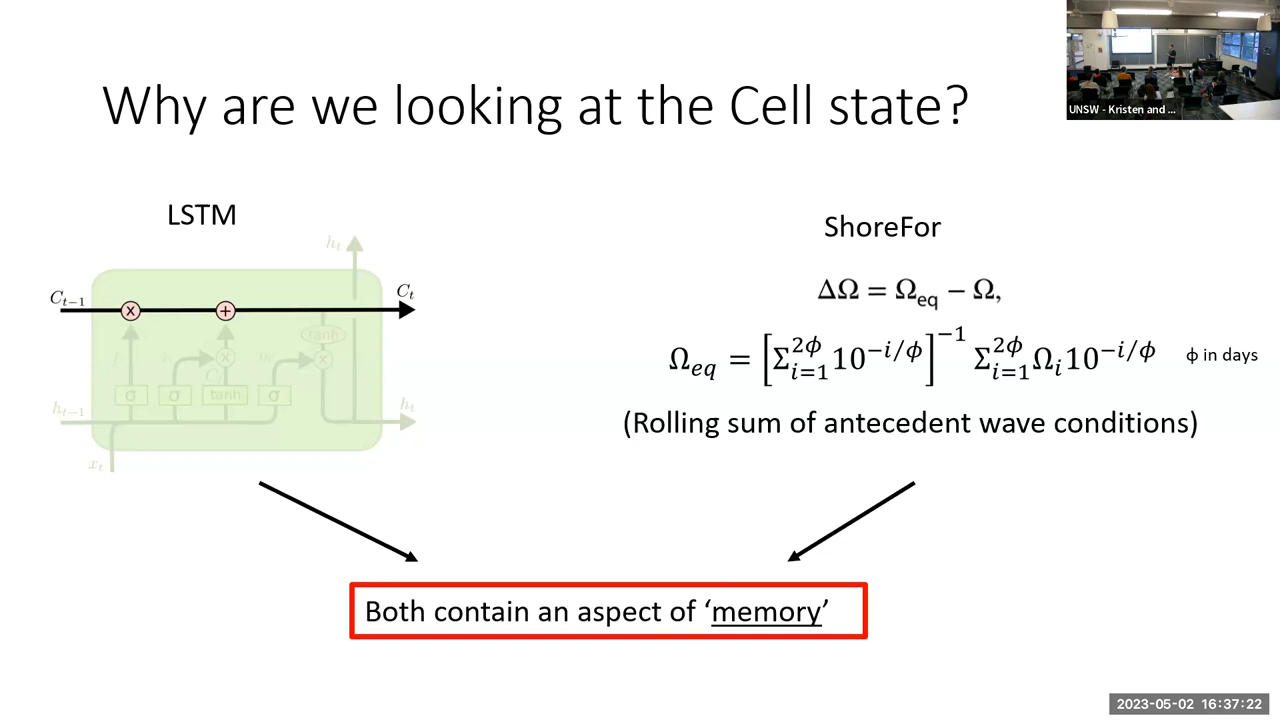 Why are we looking at the Cell state?
UNSW - Kristen and ...
LSTM
ShoreFor
h_t
C_{t-1}
C_t
x
+
tanh
x
x
σ
σ
tanh
σ
h_{t-1}
h_t
x_t
ΔΩ = Ω_eq − Ω,
Ω_{eq} = [Σ_{i=1}^{2ϕ} 10^{−i/ϕ}]^{−1} Σ_{i=1}^{2ϕ} Ω_i 10^{−i/ϕ}
ϕ in days
(Rolling sum of antecedent wave conditions)
Both contain an aspect of ‘memory’
2023-05-02 16:37:22